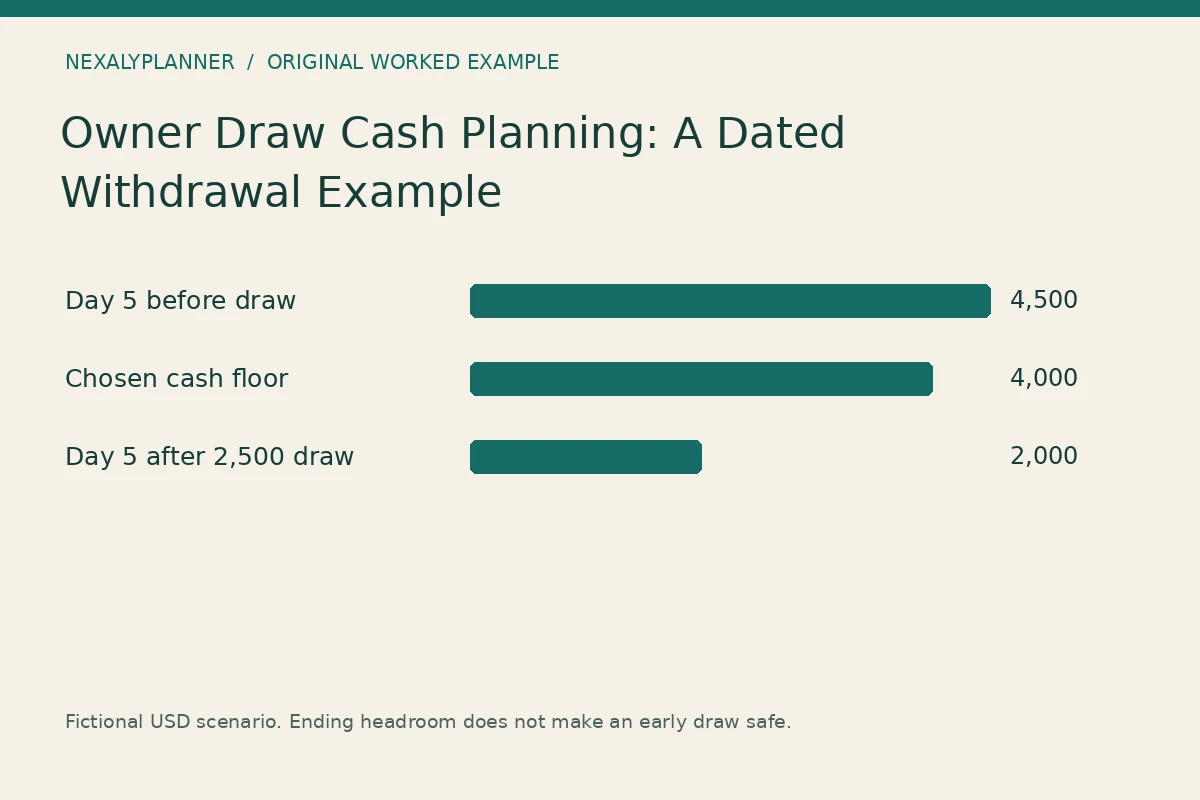 NEXALYPLANNER / ORIGINAL WORKED EXAMPLE
Owner Draw Cash Planning: A Dated
Withdrawal Example
Day 5 before draw 4,500
Chosen cash floor 4,000
Day 5 after 2,500 draw 2,000
Fictional USD scenario. Ending headroom does not make an early draw safe.